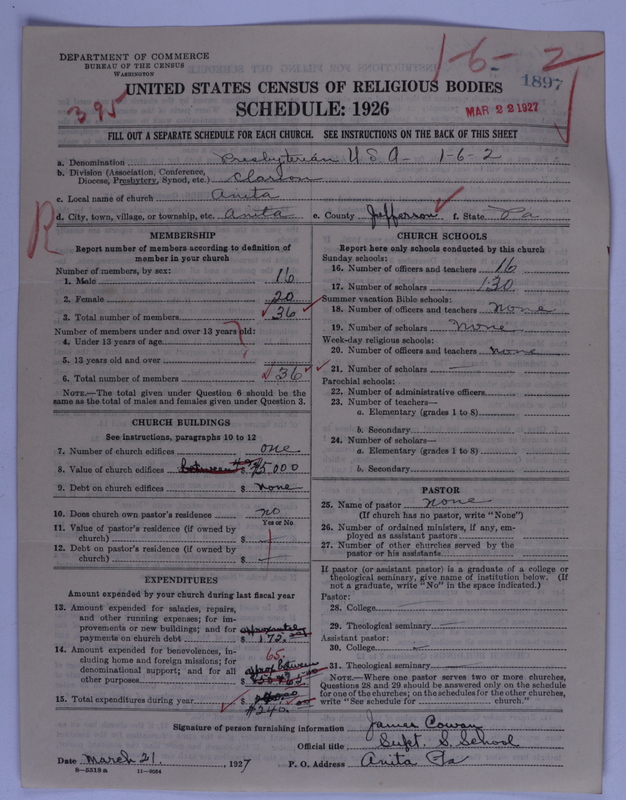 DEPARTMENT OF COMMERCE
BUREAU OF THE CENSUS
WASHINGTON
1-6-2
1897
395
UNITED STATES CENSUS OF RELIGIOUS BODIES
SCHEDULE: 1926
MAR 22 1927
FILL OUT A SEPARATE SCHEDULE FOR EACH CHURCH. SEE INSTRUCTIONS ON THE BACK OF THIS SHEET
a. Denomination Presbyterian U.S.A- 1-6-2
b. Division (Association, Conference, Diocese, Presbytery, Synod, etc.) Clarion
c. Local name of church Anita
d. City, town, village, or township, etc. Anita e. County Jefferson f. State Pa
R
MEMBERSHIP
Report number of members according to definition of
member in your church
Number of members, by sex:
1. Male 16
2. Female 20
3. Total number of members 36
Number of members under and over 13 years old:
4. Under 13 years of age
5. 13 years old and over
6. Total number of members 36
NOTE.—The total given under Question 6 should be
same as the total of males and females given under Question 3.
CHURCH BUILDINGS
See instructions, paragraphs 10 to 12
7. Number of church edifices one
8. Value of church edifices between $
9. Debt on church edifices $ none
10. Does church own pastor's residence no
Yes or No
11. Value of pastor's residence (if owned by
church) $
12. Debt on pastor's residence (if owned by
church) $
EXPENDITURES
Amount expended by your church during last fiscal year
13. Amount expended for salaries, repairs,
and other running expenses; for im-
provements or new buildings; and for
payments on church debt $ 175.
14. Amount expended for benevolences, in-
cluding home and foreign missions; for
denominational support; and for all
other purposes $
65.
15. Total expenditures during year $
$240.
CHURCH SCHOOLS
Report here only schools conducted by this church
Sunday schools:
16. Number of officers and teachers 16
17. Number of scholars 130
Summer vacation Bible schools:
18. Number of officers and teachers none
19. Number of scholars None
Week-day religious schools:
20. Number of officers and teachers none
21. Number of scholars
Parochial schools:
22. Number of administrative officers
23. Number of teachers—
a. Elementary (grades 1 to 8)
b. Secondary
24. Number of scholars—
a. Elementary (grades 1 to 8)
b. Secondary
PASTOR
25. Name of pastor None
(If church has no pastor, write "None")
26. Number of ordained ministers, if any, em-
ployed as assistant pastors
27. Number of other churches served by the
pastor or his assistants
If pastor (or assistant pastor) is a graduate of a college or
theological seminary, give name of institution below. (If
not a graduate, write "No" in the space indicated.)
Pastor:
28. College
29. Theological seminary
Assistant pastor:
30. College
31. Theological seminary
NOTE.—Where one pastor serves two or more churches,
Questions 28 and 29 should be answered only on the schedule
for one of the churches; on the schedules for the other churches,
write "See schedule for church."
Signature of person furnishing information James Cowan
Official title Supt. S. School
Date March 21, 1927 P. O. Address Anita Pa
8-5518a 11-9564